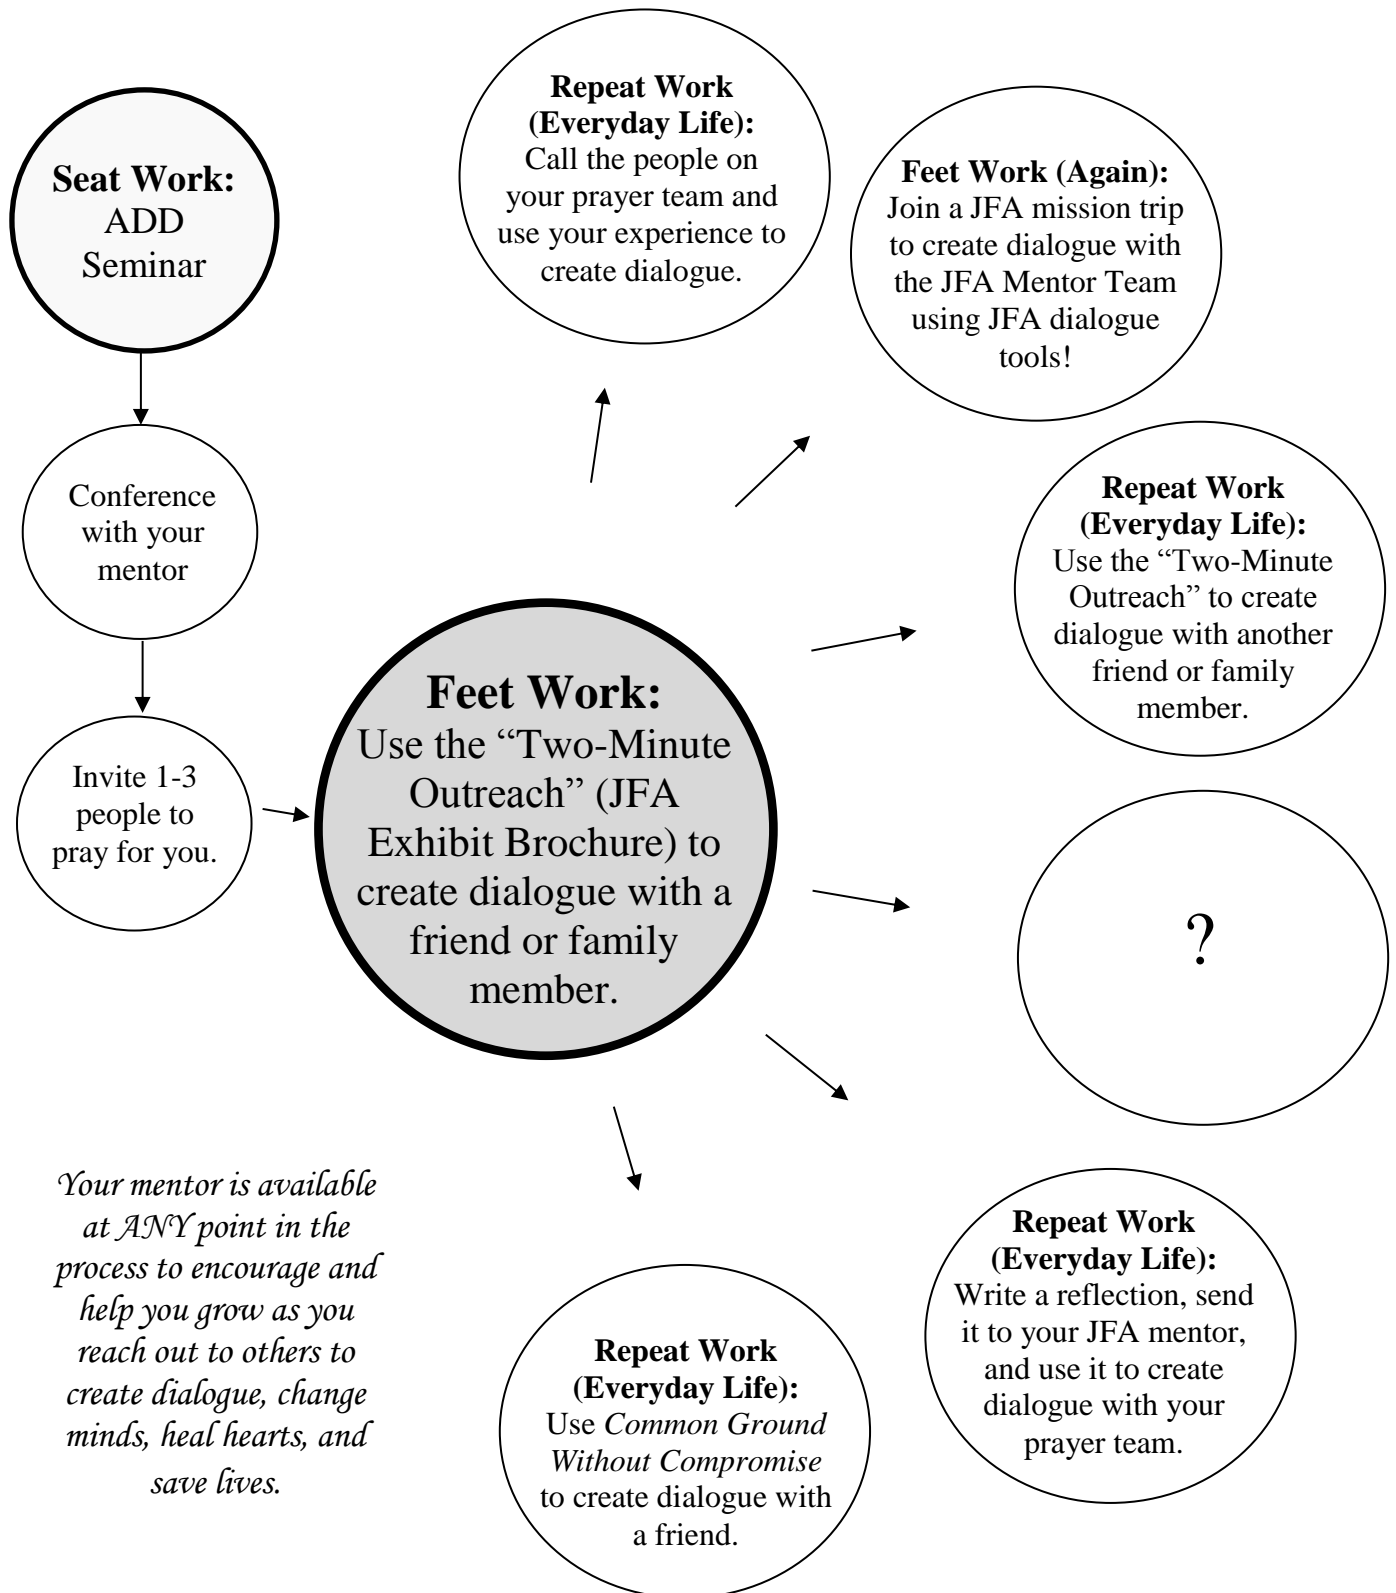 Seat Work:
ADD
Seminar
Conference
with your
mentor
Invite 1-3
people to
pray for you.
Feet Work:
Use the “Two-Minute
Outreach” (JFA
Exhibit Brochure) to
create dialogue with a
friend or family
member.
Repeat Work
(Everyday Life):
Call the people on
your prayer team and
use your experience to
create dialogue.
Feet Work (Again):
Join a JFA mission trip
to create dialogue with
the JFA Mentor Team
using JFA dialogue
tools!
Repeat Work
(Everyday Life):
Use the “Two-Minute
Outreach” to create
dialogue with another
friend or family
member.
?
Repeat Work
(Everyday Life):
Write a reflection, send
it to your JFA mentor,
and use it to create
dialogue with your
prayer team.
Repeat Work
(Everyday Life):
Use Common Ground
Without Compromise
to create dialogue with
a friend.
Your mentor is available
at ANY point in the
process to encourage and
help you grow as you
reach out to others to
create dialogue, change
minds, heal hearts, and
save lives.